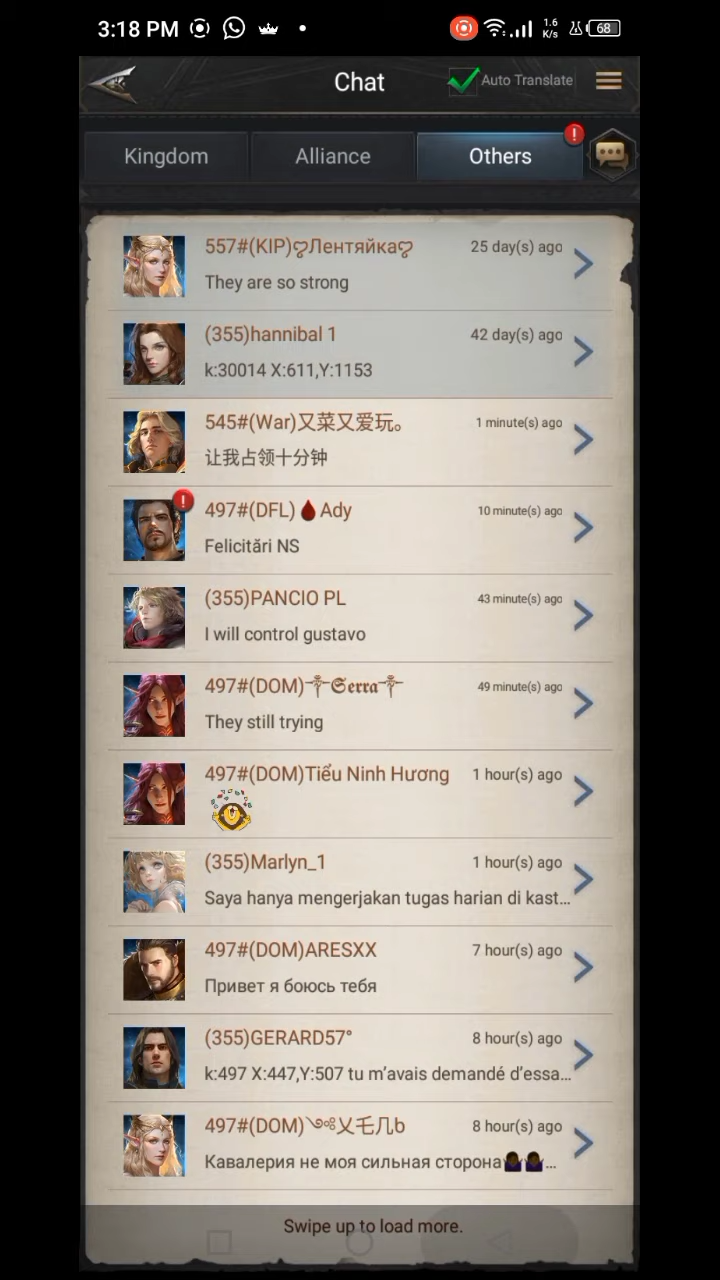 3:18 PM
1.6 K/s
68
Chat
Auto Translate
Kingdom
Alliance
Others
557#(KIP)ღЛентяйкаღ
25 day(s) ago
They are so strong
(355)hannibal 1
42 day(s) ago
k:30014 X:611,Y:1153
545#(War)又菜又爱玩。
1 minute(s) ago
让我占领十分钟
497#(DFL)🩸Ady
10 minute(s) ago
Felicitări NS
(355)PANCIO PL
43 minute(s) ago
I will control gustavo
497#(DOM)༒𝕾𝖊𝖗𝖗𝖆༒
49 minute(s) ago
They still trying
497#(DOM)Tiểu Ninh Hương
1 hour(s) ago
(355)Marlyn_1
1 hour(s) ago
Saya hanya mengerjakan tugas harian di kast...
497#(DOM)ARESXX
7 hour(s) ago
Привет я боюсь тебя
(355)GERARD57°
8 hour(s) ago
k:497 X:447,Y:507 tu m’avais demandé d’essa...
497#(DOM)༄乂乇几b
8 hour(s) ago
Кавалерия не моя сильная сторона🤷🏿‍♀️🤷🏿‍♀️...
Swipe up to load more.